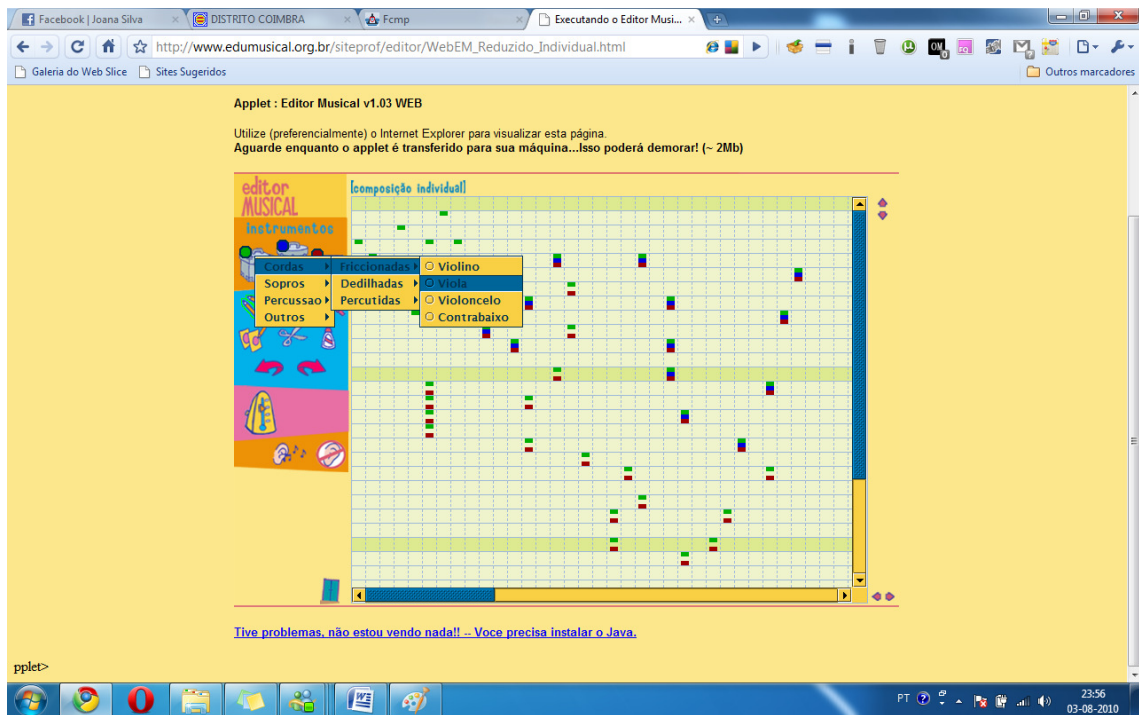 Facebook | Joana Silva
DISTRITO COIMBRA
Fcmp
Executando o Editor Musi...
http://www.edumusical.org.br/siteprof/editor/WebEM_Reduzido_Individual.html
Galeria do Web Slice
Sites Sugeridos
Outros marcadores
Applet : Editor Musical v1.03 WEB
Utilize (preferencialmente) o Internet Explorer para visualizar esta página.
Aguarde enquanto o applet é transferido para sua máquina...Isso poderá demorar! (~ 2Mb)
editor
MUSICAL
[composição individual]
instrumentos
Cordas
Sopros
Percussao
Outros
Friccionadas
Dedilhadas
Percutidas
Violino
Viola
Violoncelo
Contrabaixo
Tive problemas, não estou vendo nada!! -- Voce precisa instalar o Java.
pplet>
PT
23:56
03-08-2010